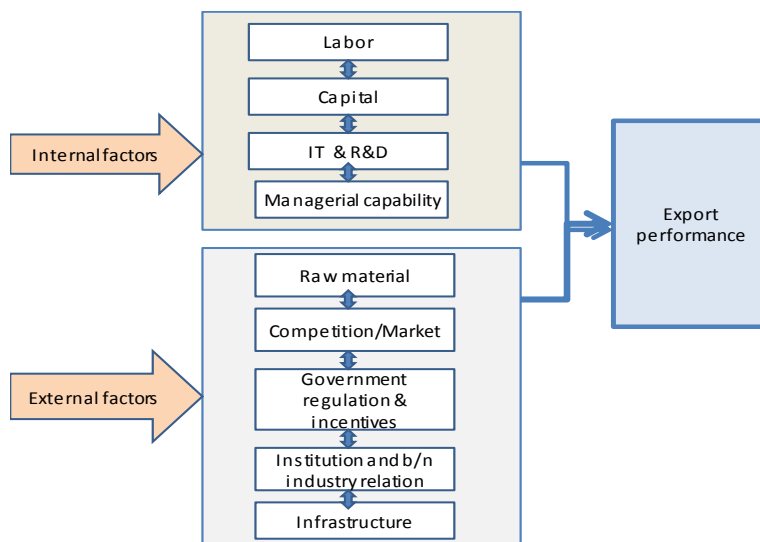 Labor
Capital
IT & R&D
Managerial capability
Internal factors
Raw material
Competition/Market
Government
regulation &
incentives
Institution and b/n
industry relation
Infrastructure
External factors
Export
performance